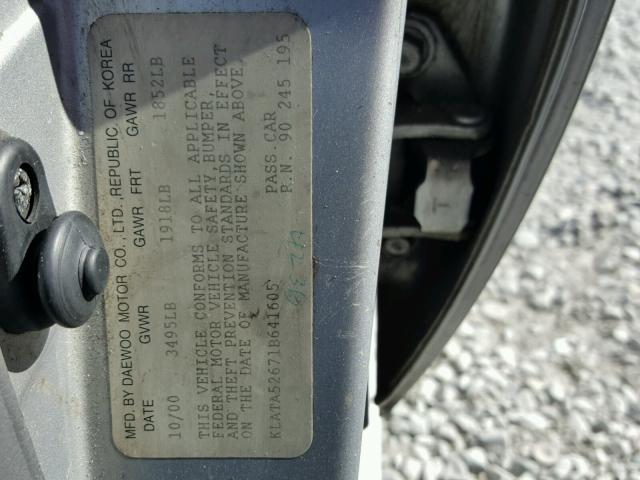 MFD. BY DAEWOO MOTOR CO., LTD., REPUBLIC OF KOREA
DATE GVWR GAWR FRT GAWR RR
10/00 3495LB 1918LB 1852LB
THIS VEHICLE CONFORMS TO ALL APPLICABLE
FEDERAL MOTOR VEHICLE SAFETY, BUMPER,
AND THEFT PREVENTION STANDARDS IN EFFECT
ON THE DATE OF MANUFACTURE SHOWN ABOVE.
KLATA52671B641605 PASS.CAR
P.N. 90 245 195